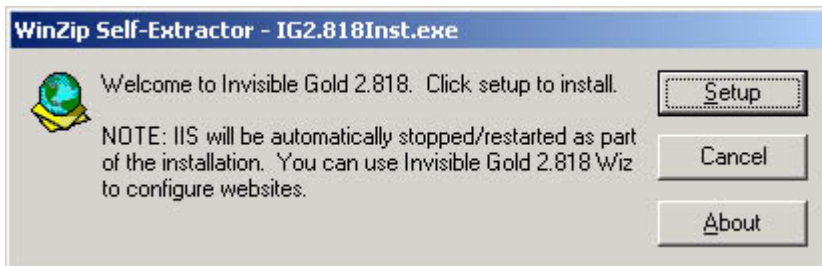 WinZip Self-Extractor - IG2.818Inst.exe
Welcome to Invisible Gold 2.818.  Click setup to install.
NOTE: IIS will be automatically stopped/restarted as part
of the installation.  You can use Invisible Gold 2.818 Wiz
to configure websites.
Setup
Cancel
About